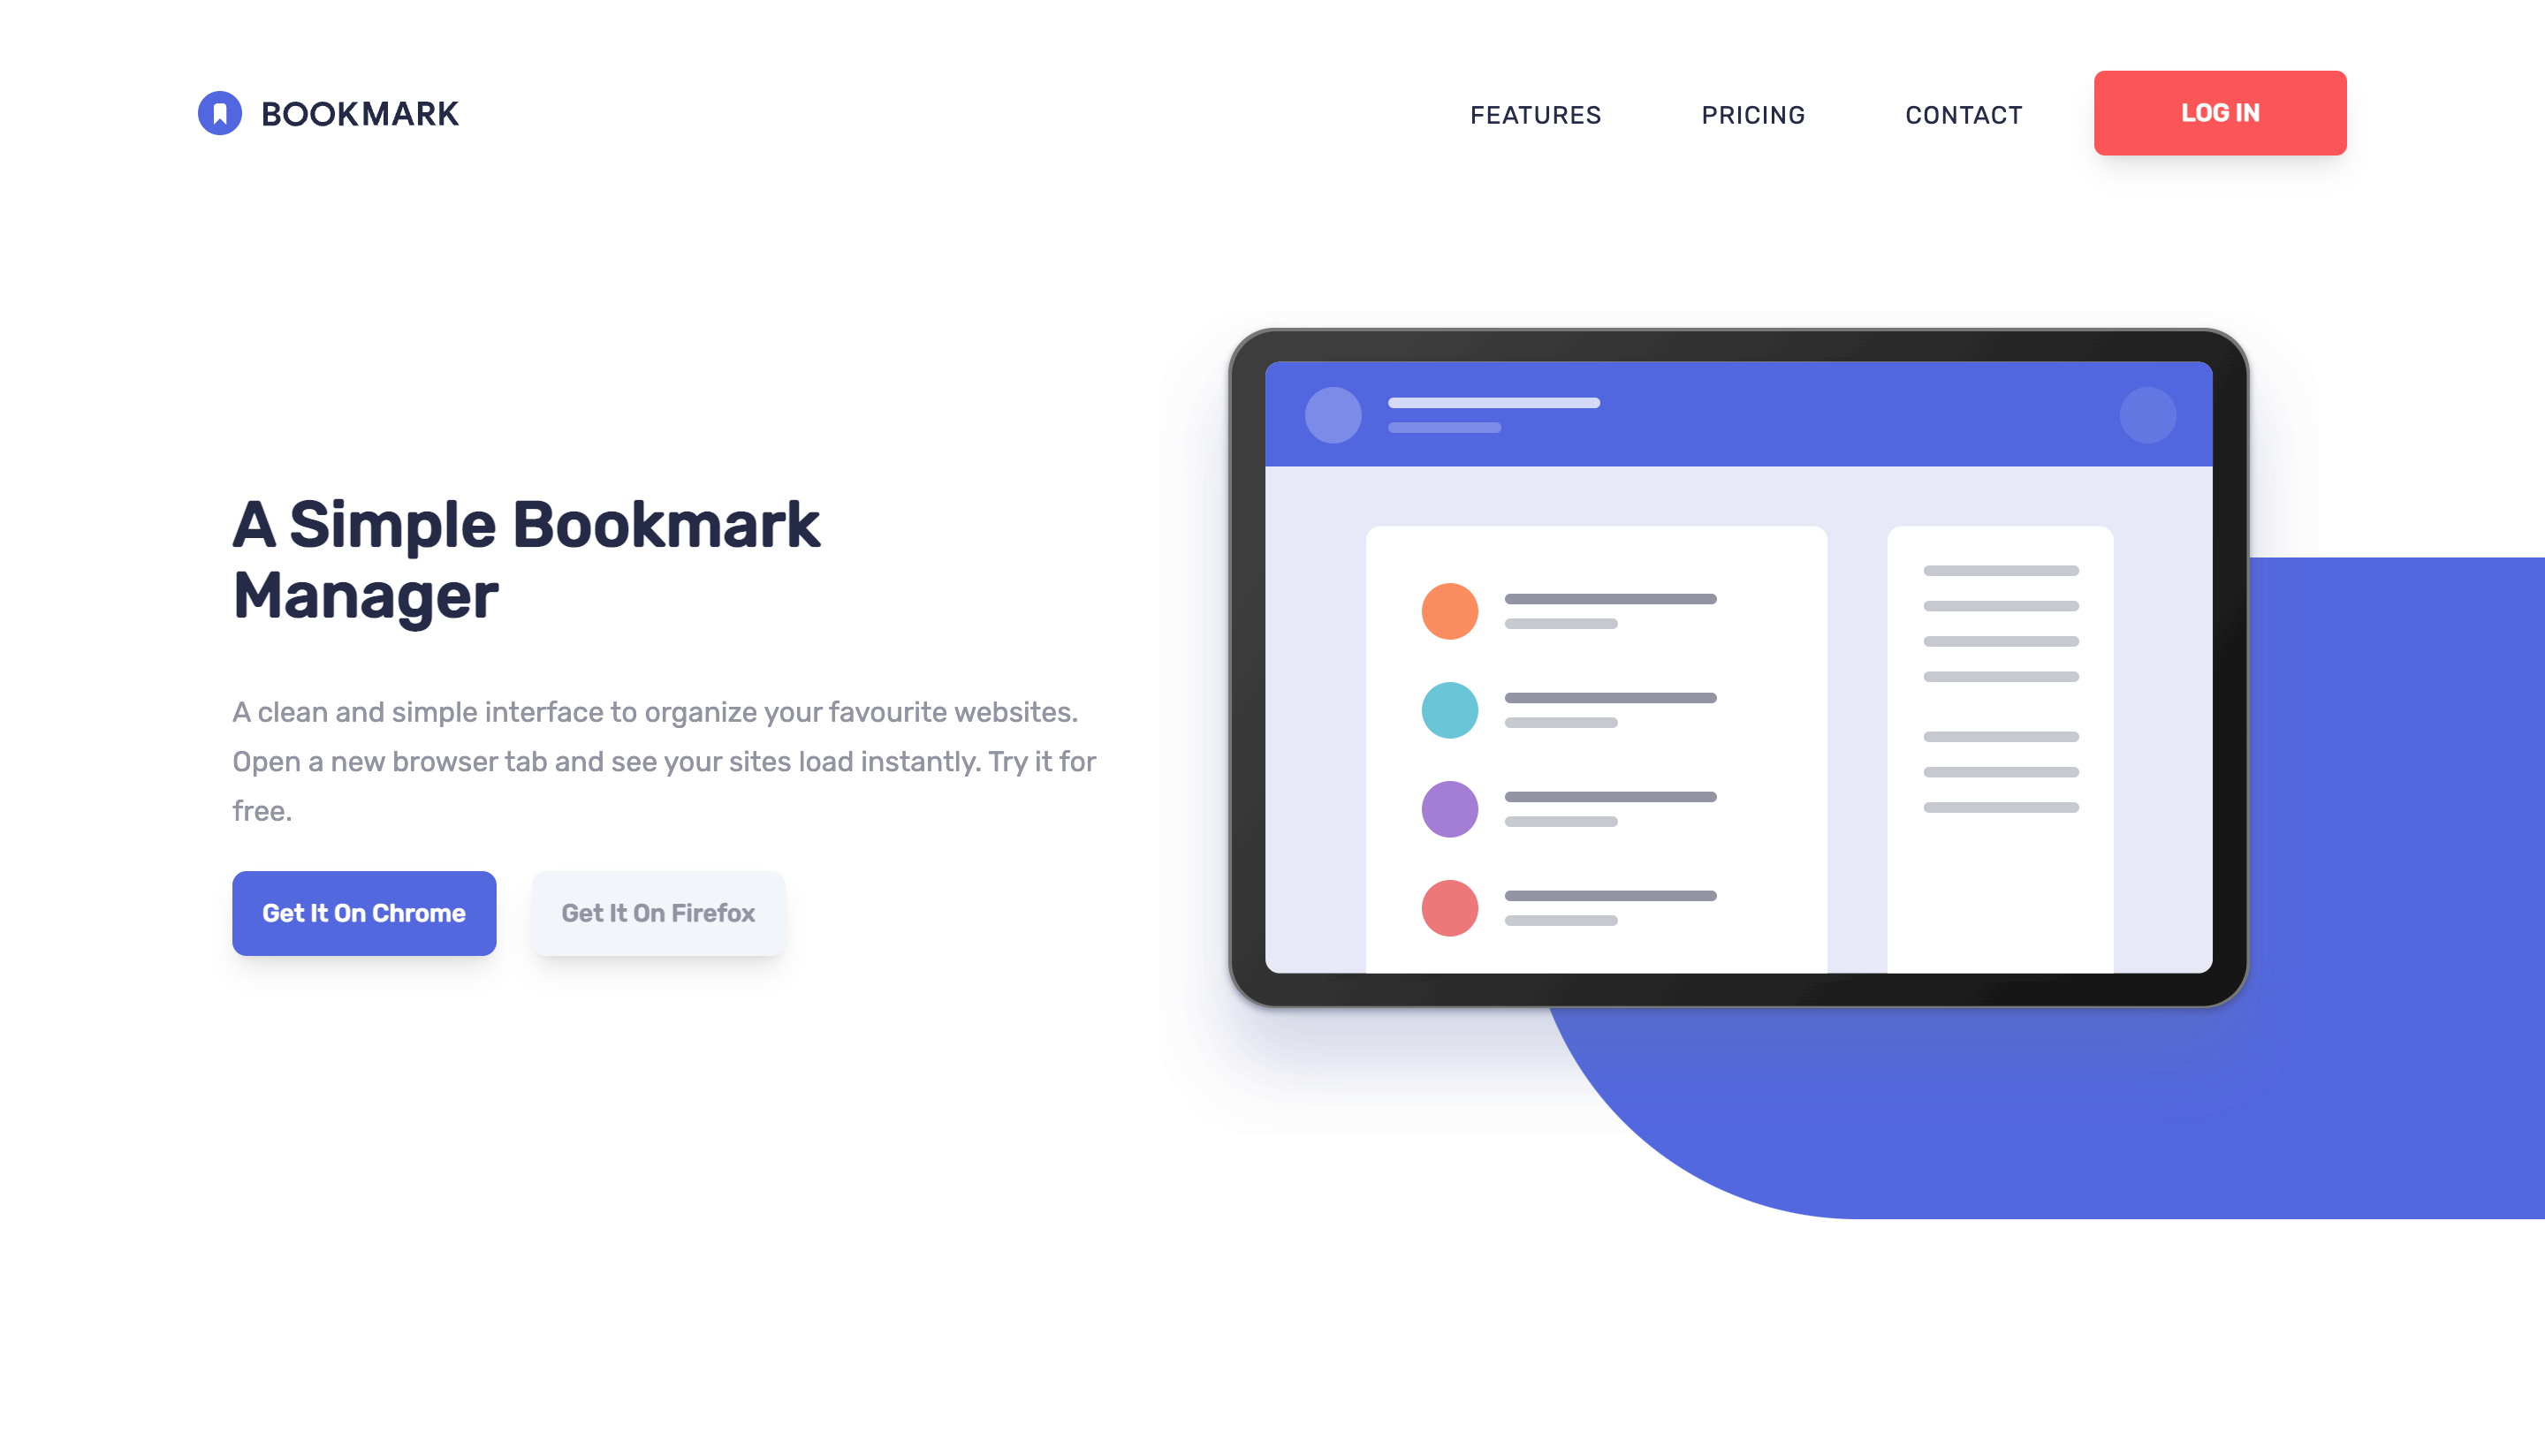 BOOKMARK
FEATURES
PRICING
CONTACT
LOG IN
A Simple Bookmark
Manager
A clean and simple interface to organize your favourite websites.
Open a new browser tab and see your sites load instantly. Try it for
free.
Get It On Chrome
Get It On Firefox